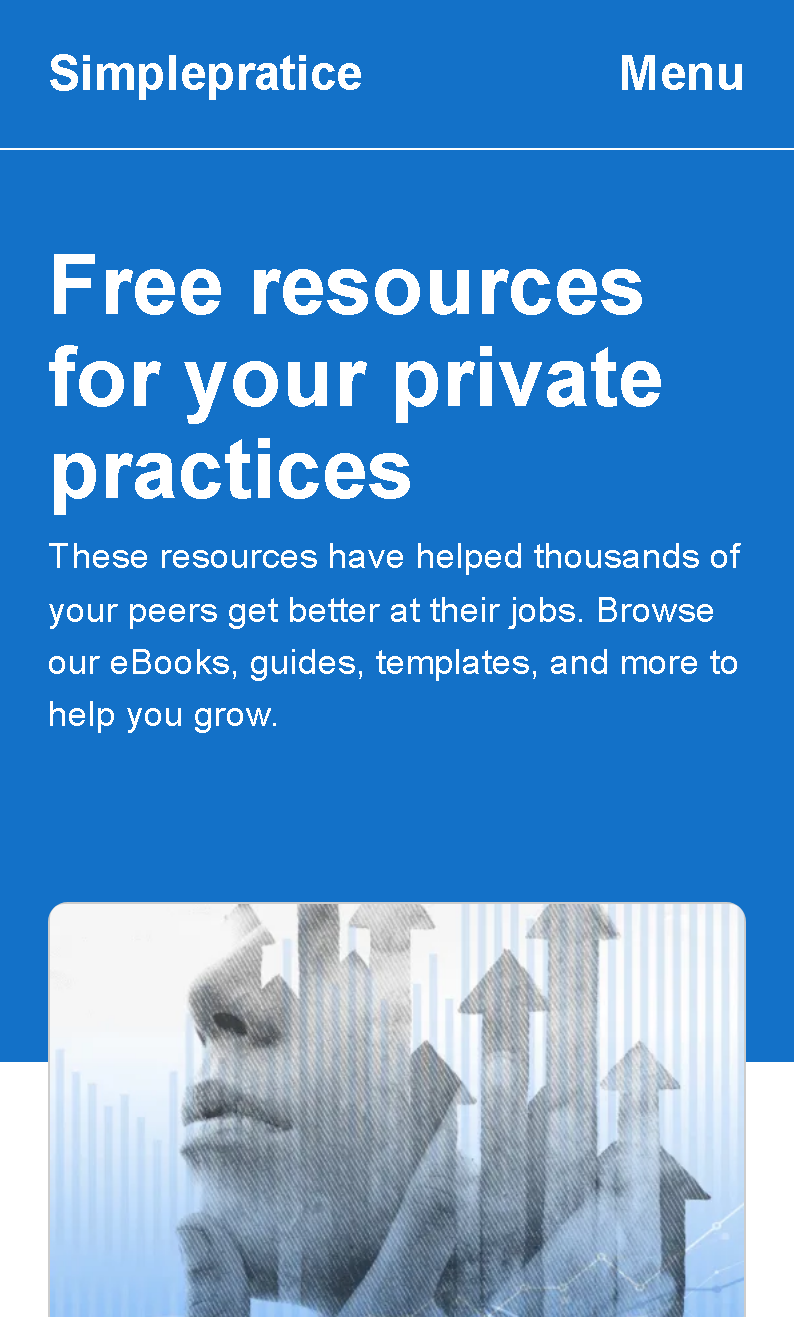 Simplepratice
Menu
Free resources
for your private
practices
These resources have helped thousands of
your peers get better at their jobs. Browse
our eBooks, guides, templates, and more to
help you grow.